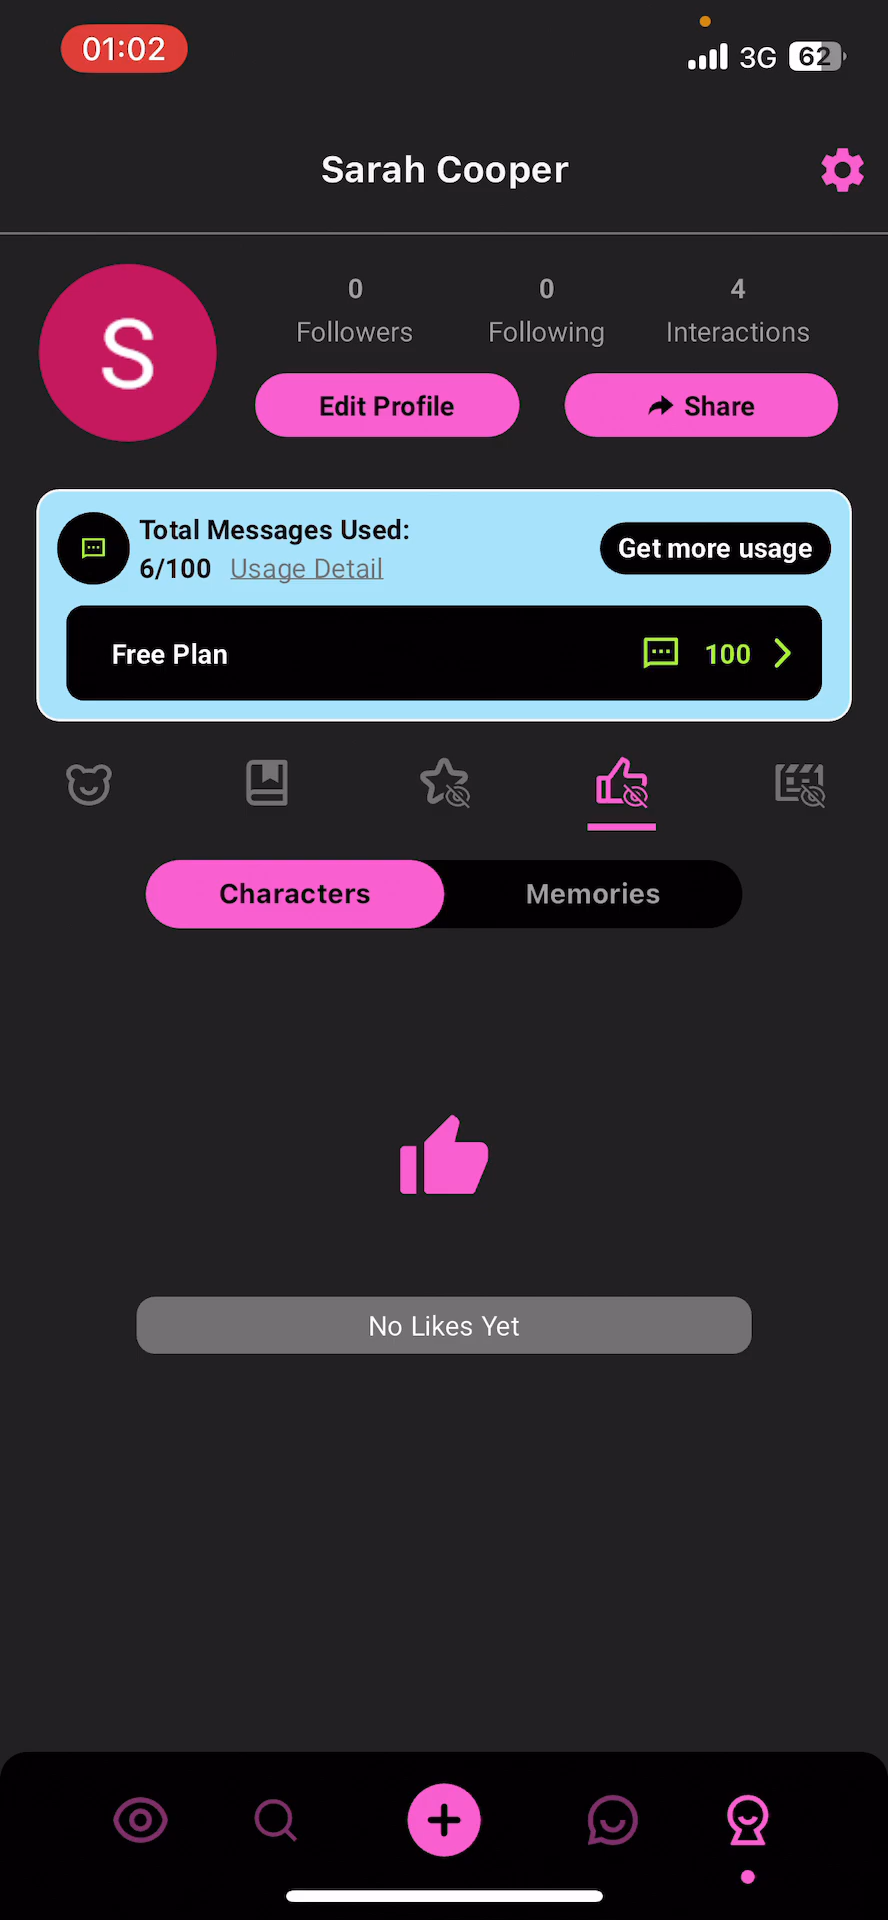 01:02
3G 62
Sarah Cooper
S
0 0 4
Followers Following Interactions
Edit Profile Share
Total Messages Used:
6/100 Usage Detail
Get more usage
Free Plan 100
Characters Memories
No Likes Yet